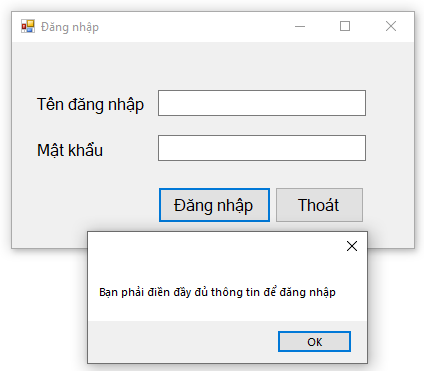 Đăng nhập
Tên đăng nhập
Mật khẩu
Đăng nhập Thoát
Bạn phải điền đầy đủ thông tin để đăng nhập
OK